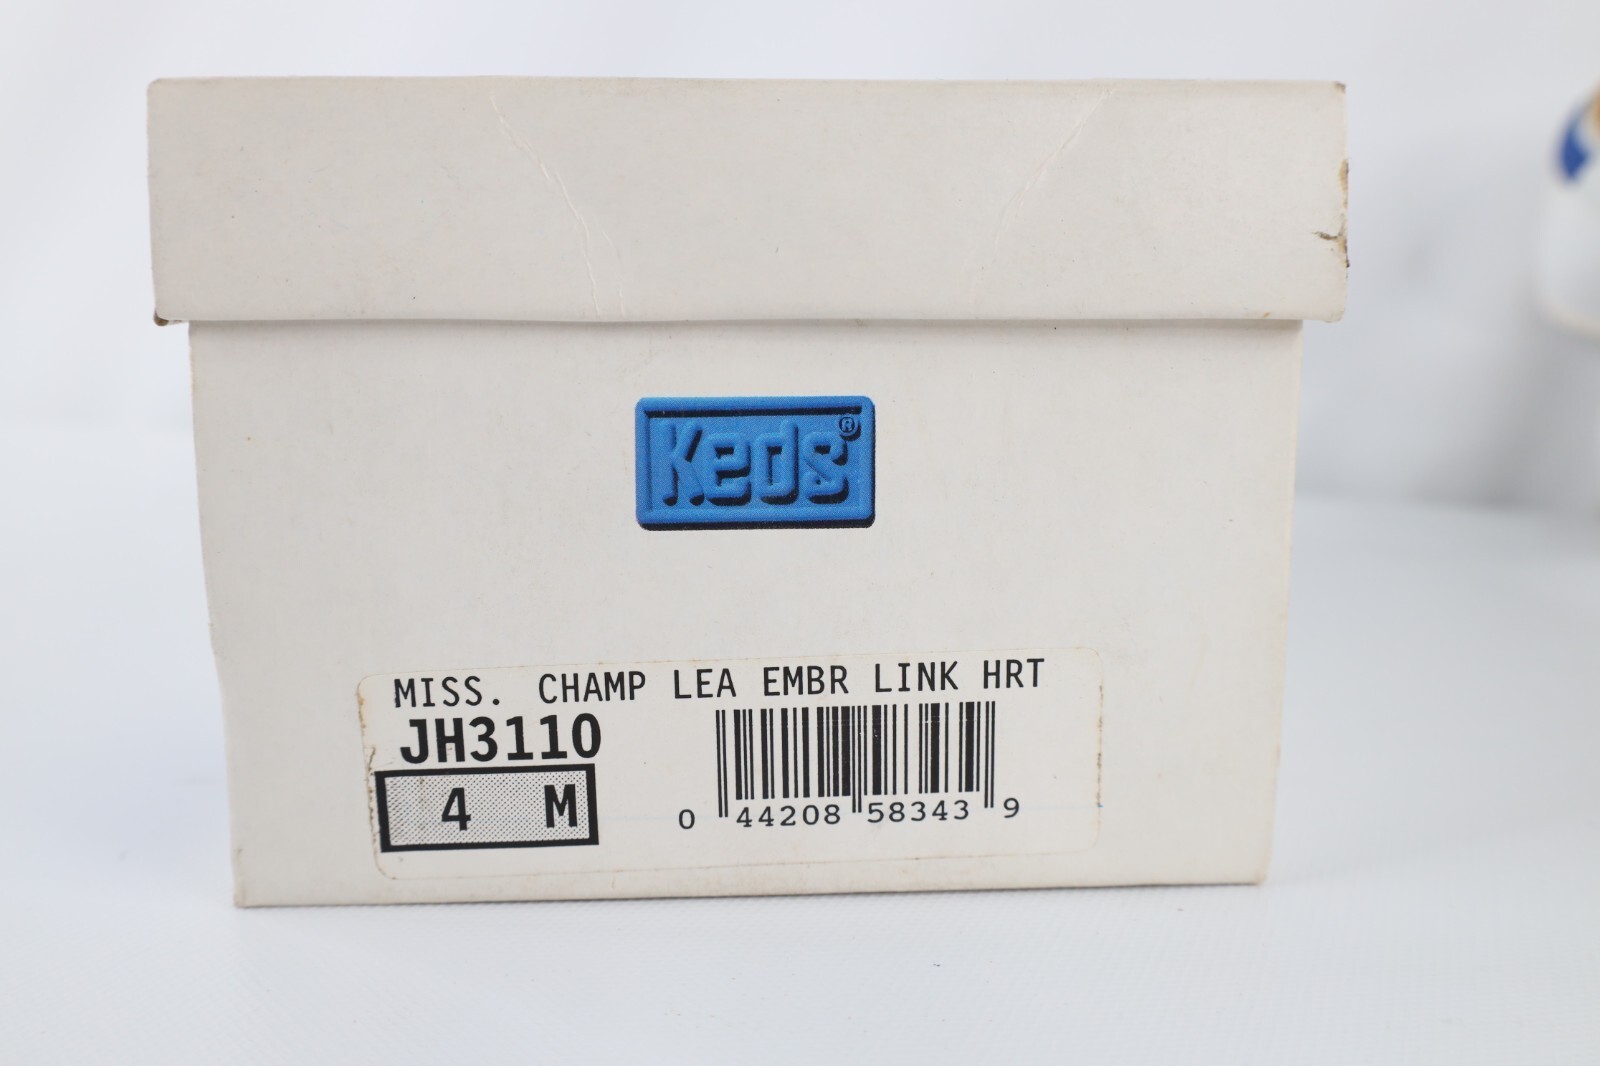 Keds®
MISS. CHAMP LEA EMBR LINK HRT
JH3110
4 M
0 44208 58343 9